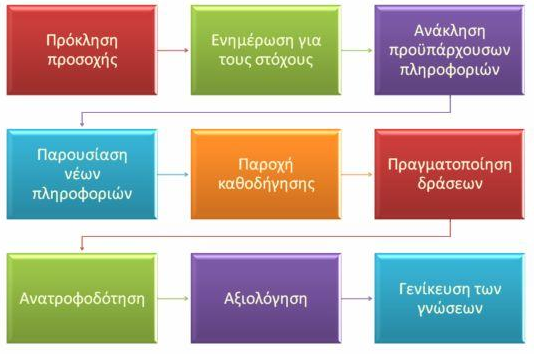 Πρόκληση
προσοχής
Ενημέρωση για
τους στόχους
Ανάκληση
προϋπάρχουσων
πληροφοριών
Παρουσίαση
νέων
πληροφοριών
Παροχή
καθοδήγησης
Πραγματοποίηση
δράσεων
Ανατροφοδότηση
Αξιολόγηση
Γενίκευση των
γνώσεων